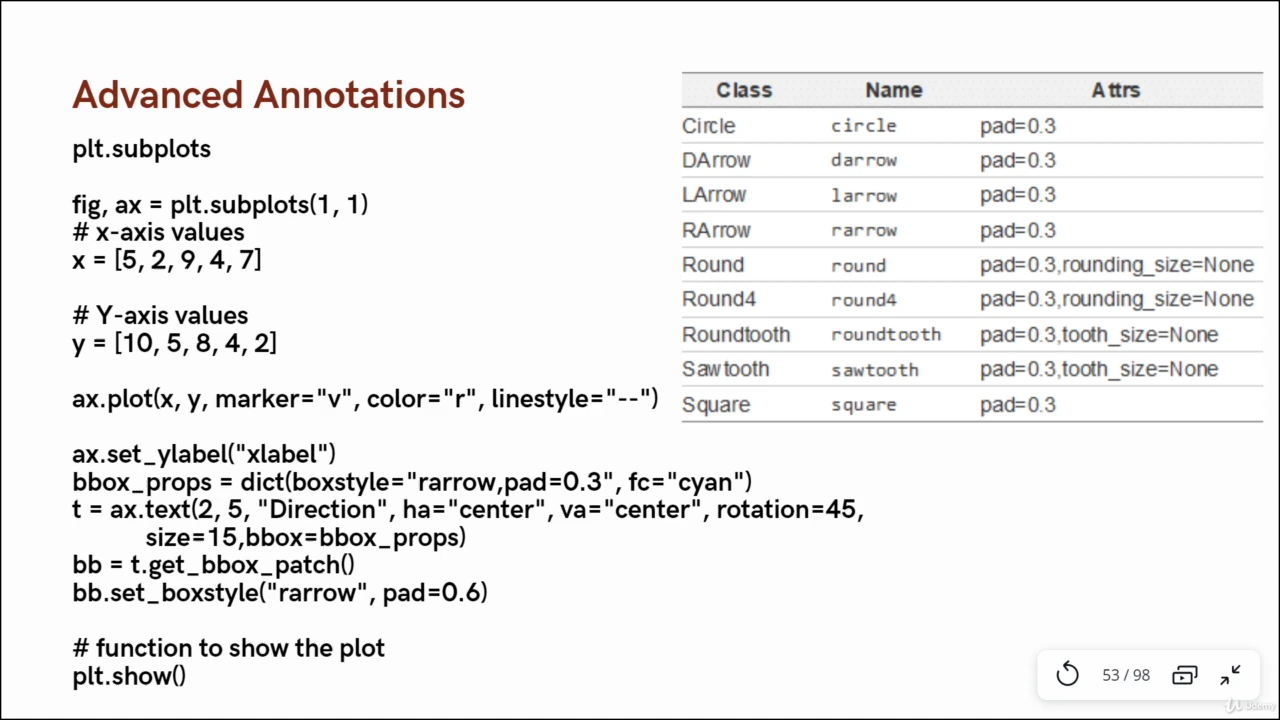 Advanced Annotations
plt.subplots
fig, ax = plt.subplots(1, 1)
# x-axis values
x = [5, 2, 9, 4, 7]
# Y-axis values
y = [10, 5, 8, 4, 2]
ax.plot(x, y, marker="v", color="r", linestyle="--")
ax.set_ylabel("xlabel")
bbox_props = dict(boxstyle="rarrow,pad=0.3", fc="cyan")
t = ax.text(2, 5, "Direction", ha="center", va="center", rotation=45,
size=15,bbox=bbox_props)
bb = t.get_bbox_patch()
bb.set_boxstyle("rarrow", pad=0.6)
# function to show the plot
plt.show()
Class Name Attrs
Circle circle pad=0.3
DArrow darrow pad=0.3
LArrow larrow pad=0.3
RArrow rarrow pad=0.3
Round round pad=0.3,rounding_size=None
Round4 round4 pad=0.3,rounding_size=None
Roundtooth roundtooth pad=0.3,tooth_size=None
Sawtooth sawtooth pad=0.3,tooth_size=None
Square square pad=0.3
53 / 98
Udemy